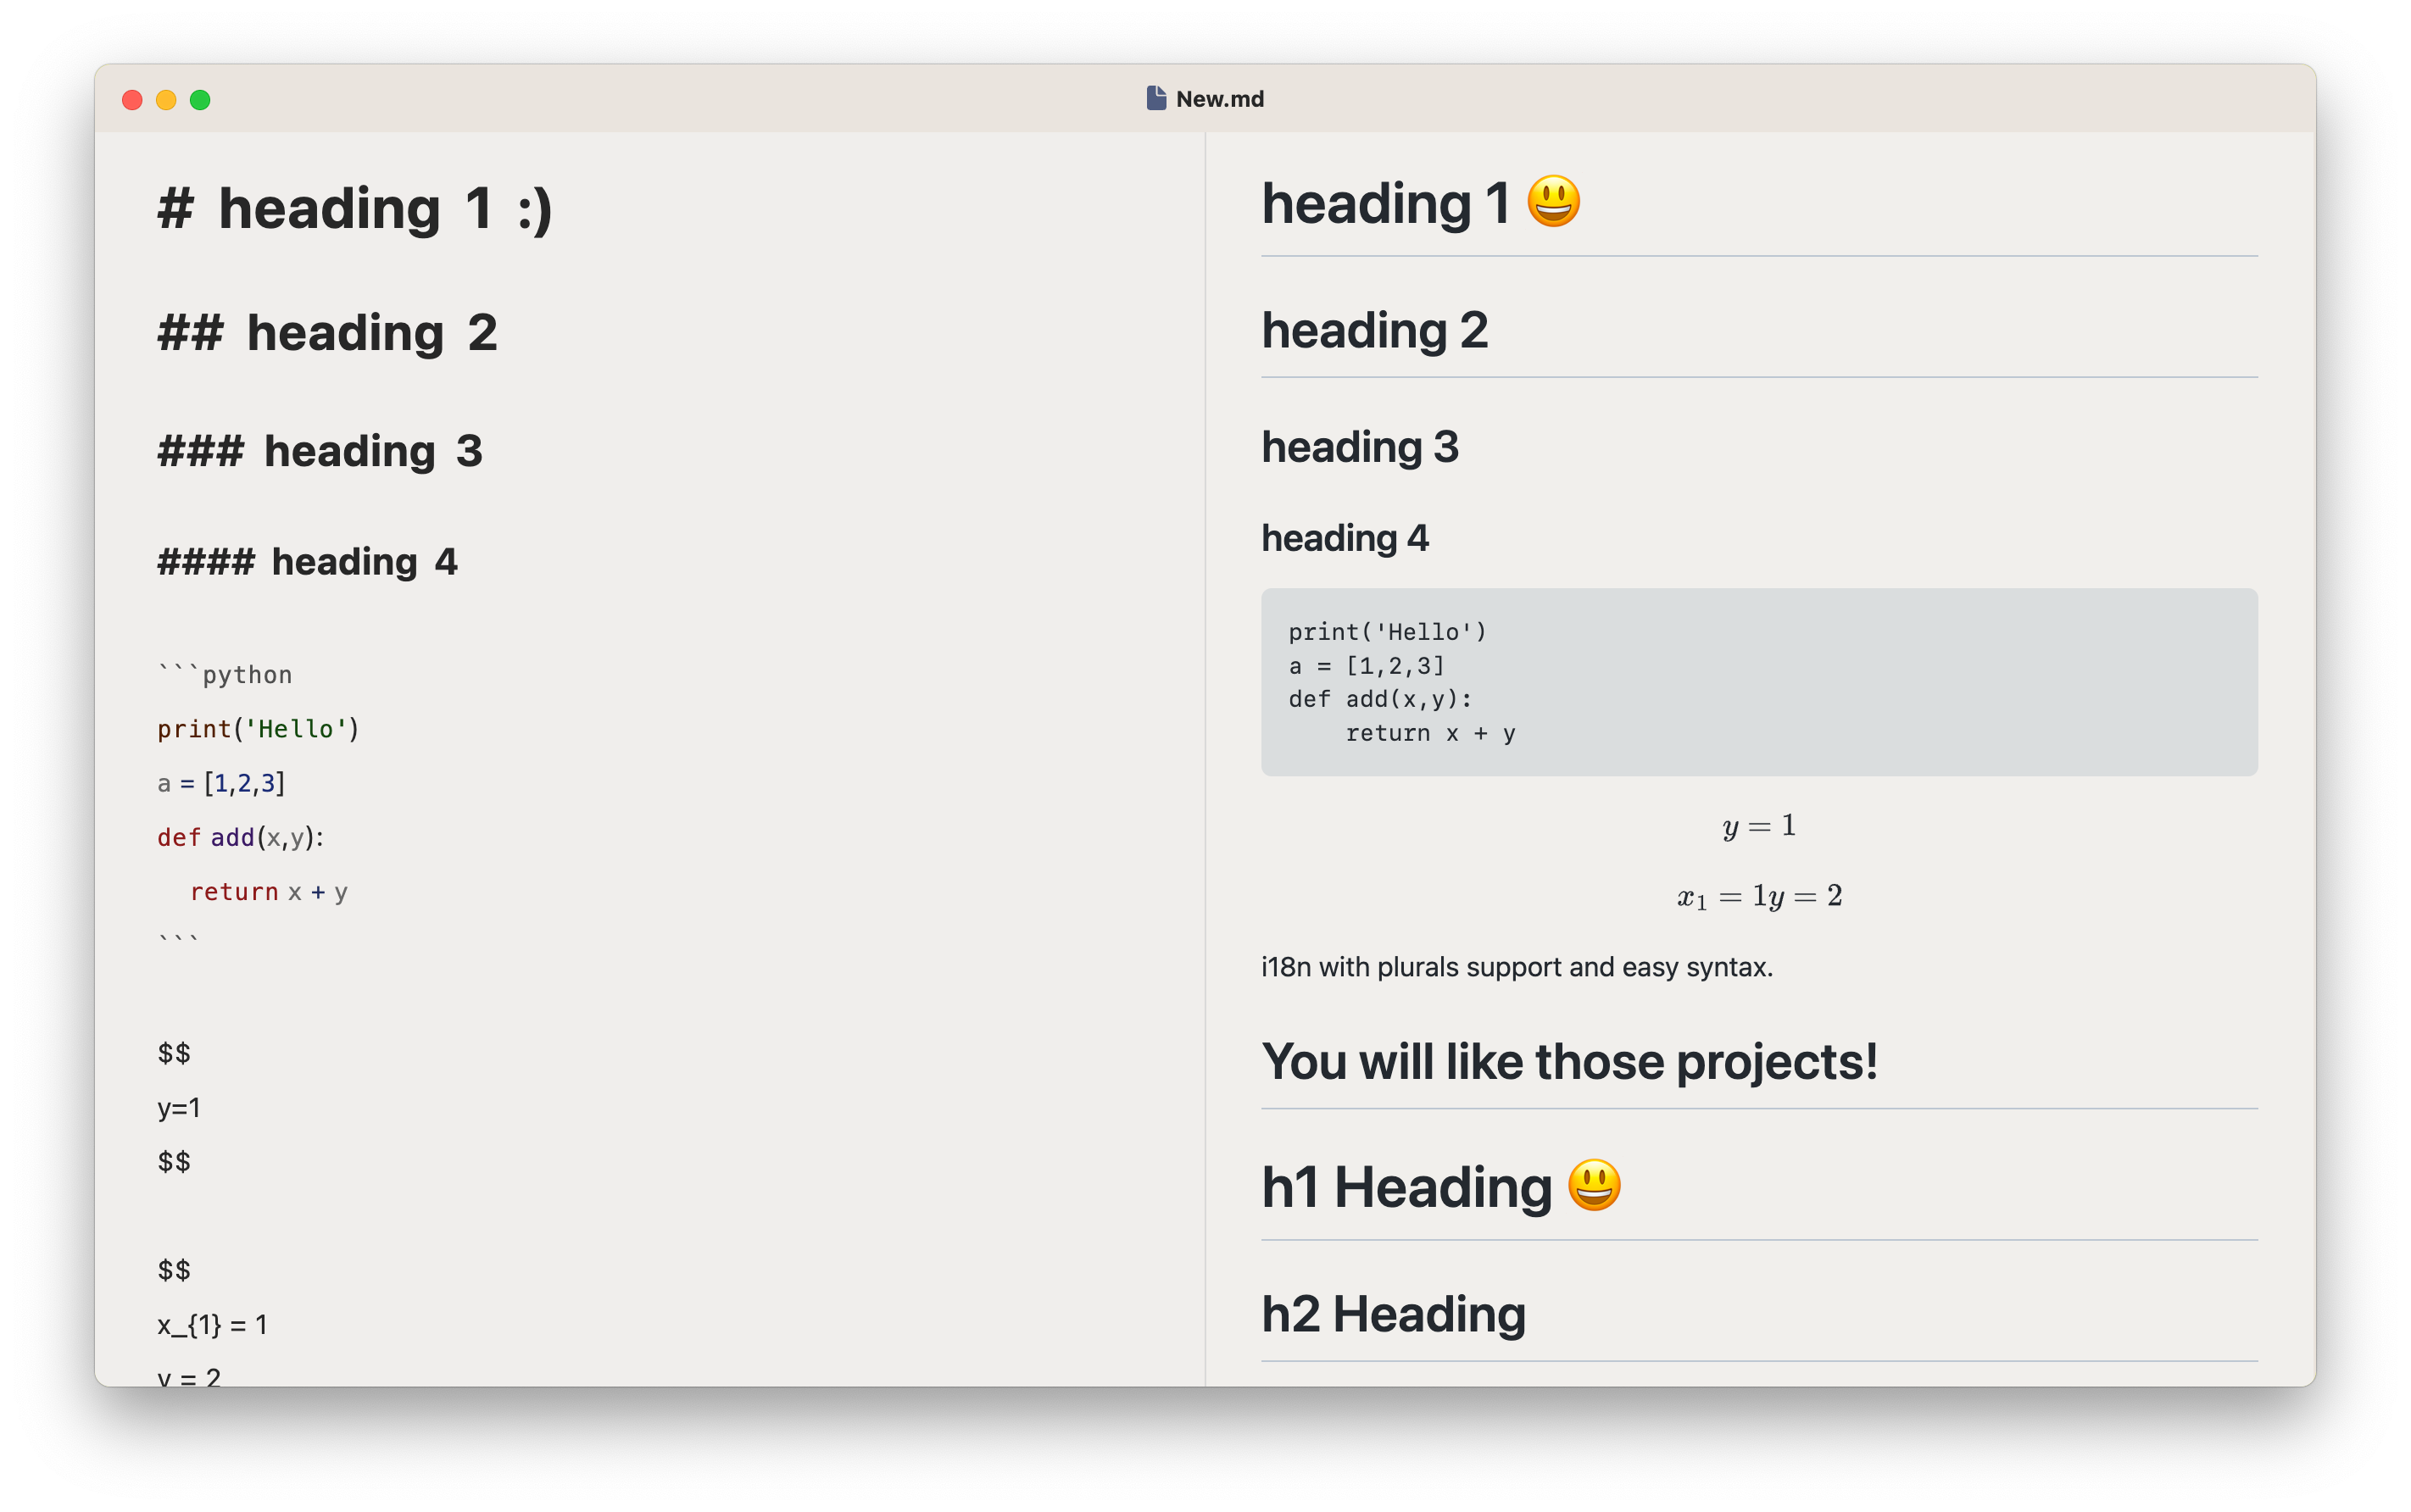 New.md
# heading 1 :)
## heading 2
### heading 3
#### heading 4
```python
print('Hello')
a = [1,2,3]
def add(x,y):
  return x + y
```
$$
y=1
$$
$$
x_{1} = 1
y = 2
heading 1 😃
heading 2
heading 3
heading 4
print('Hello')
a = [1,2,3]
def add(x,y):
    return x + y
y = 1
x₁ = 1y = 2
i18n with plurals support and easy syntax.
You will like those projects!
h1 Heading 😃
h2 Heading